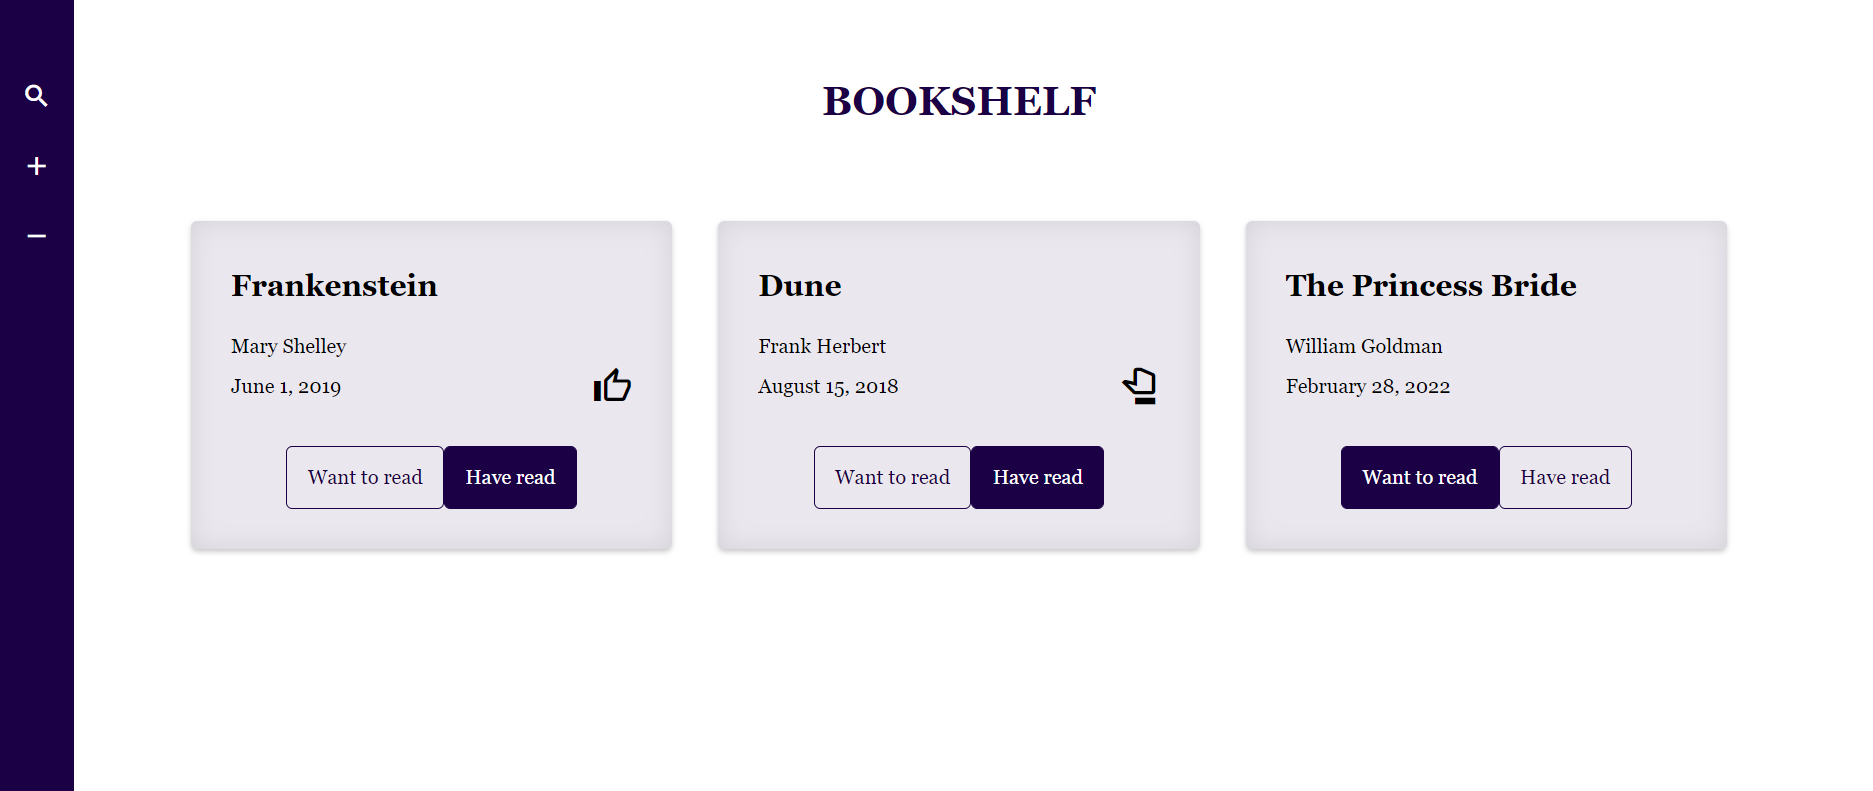 BOOKSHELF
Frankenstein
Mary Shelley
June 1, 2019
Want to read
Have read
Dune
Frank Herbert
August 15, 2018
Want to read
Have read
The Princess Bride
William Goldman
February 28, 2022
Want to read
Have read